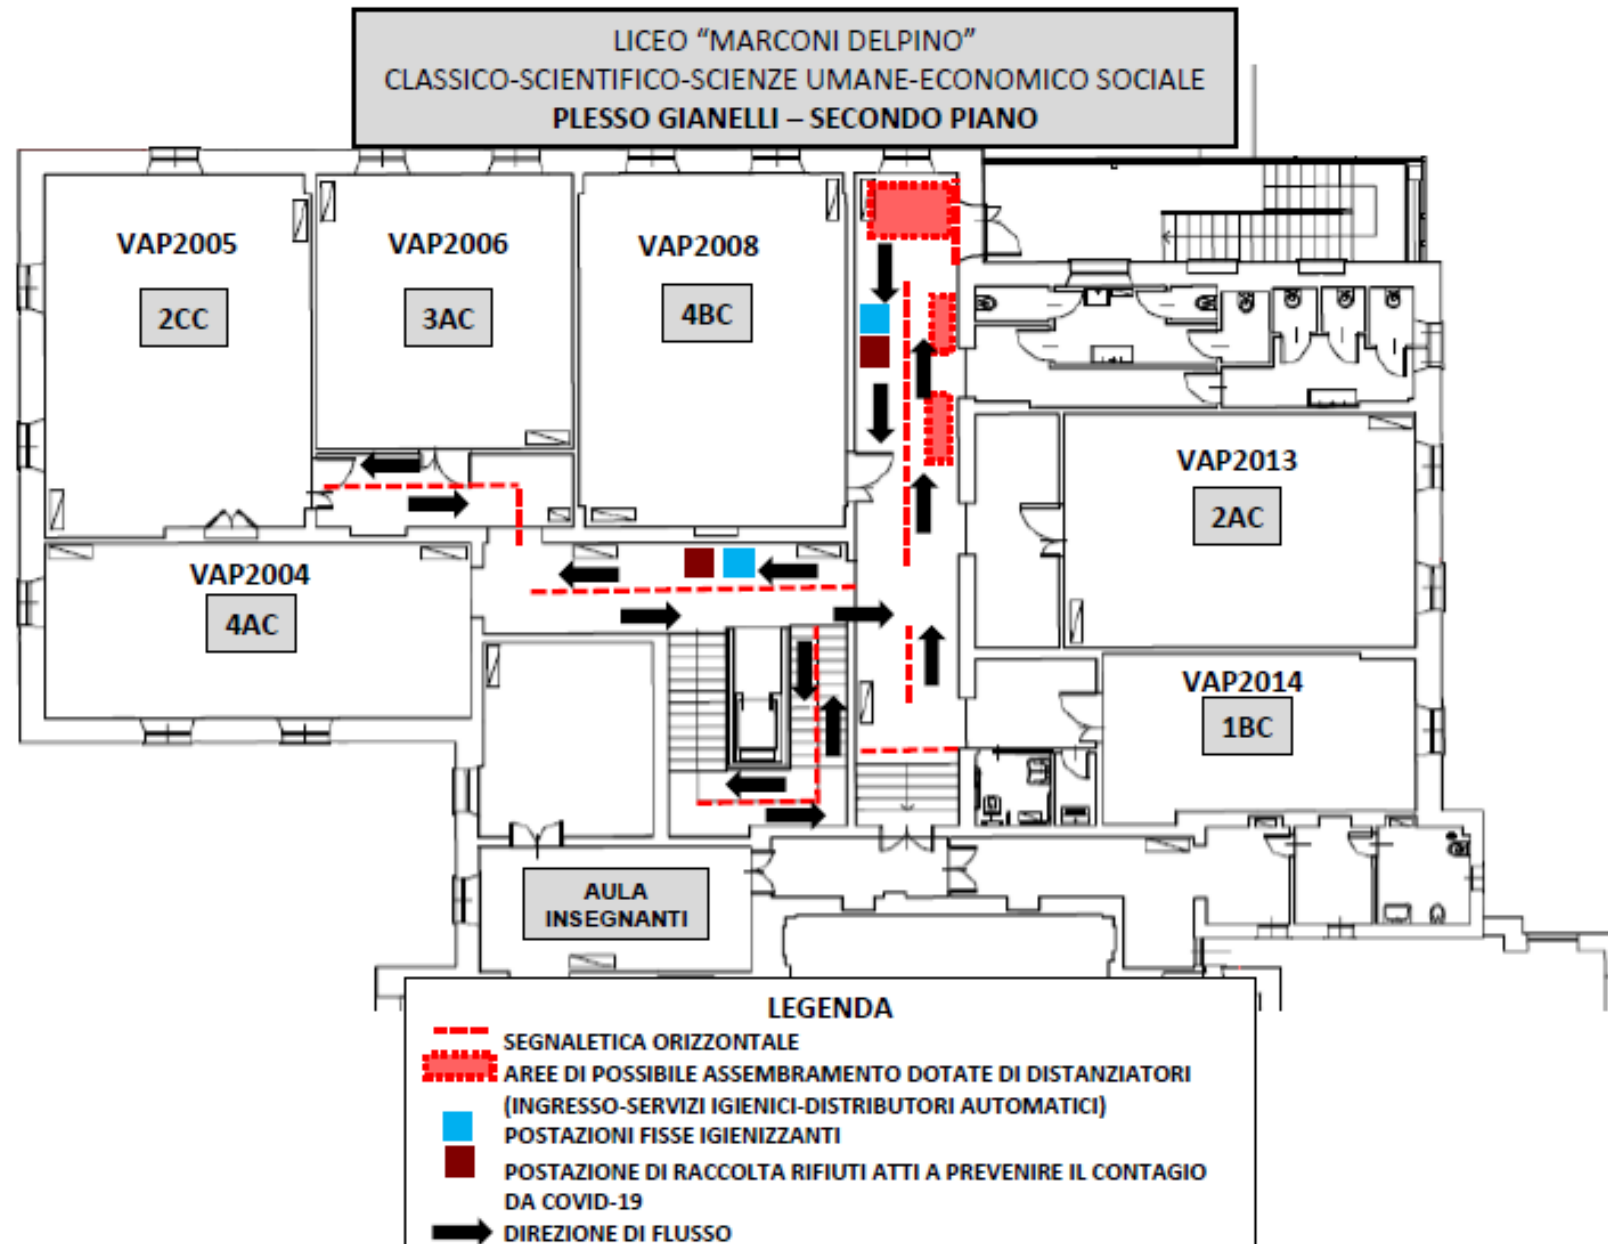 LICEO “MARCONI DELPINO”
CLASSICO-SCIENTIFICO-SCIENZE UMANE-ECONOMICO SOCIALE
PLESSO GIANELLI – SECONDO PIANO
VAP2005
2CC
VAP2006
3AC
VAP2008
4BC
VAP2013
2AC
VAP2004
4AC
VAP2014
1BC
AULA
INSEGNANTI
LEGENDA
SEGNALETICA ORIZZONTALE
AREE DI POSSIBILE ASSEMBRAMENTO DOTATE DI DISTANZIATORI
(INGRESSO-SERVIZI IGIENICI-DISTRIBUTORI AUTOMATICI)
POSTAZIONI FISSE IGIENIZZANTI
POSTAZIONE DI RACCOLTA RIFIUTI ATTI A PREVENIRE IL CONTAGIO
DA COVID-19
DIREZIONE DI FLUSSO